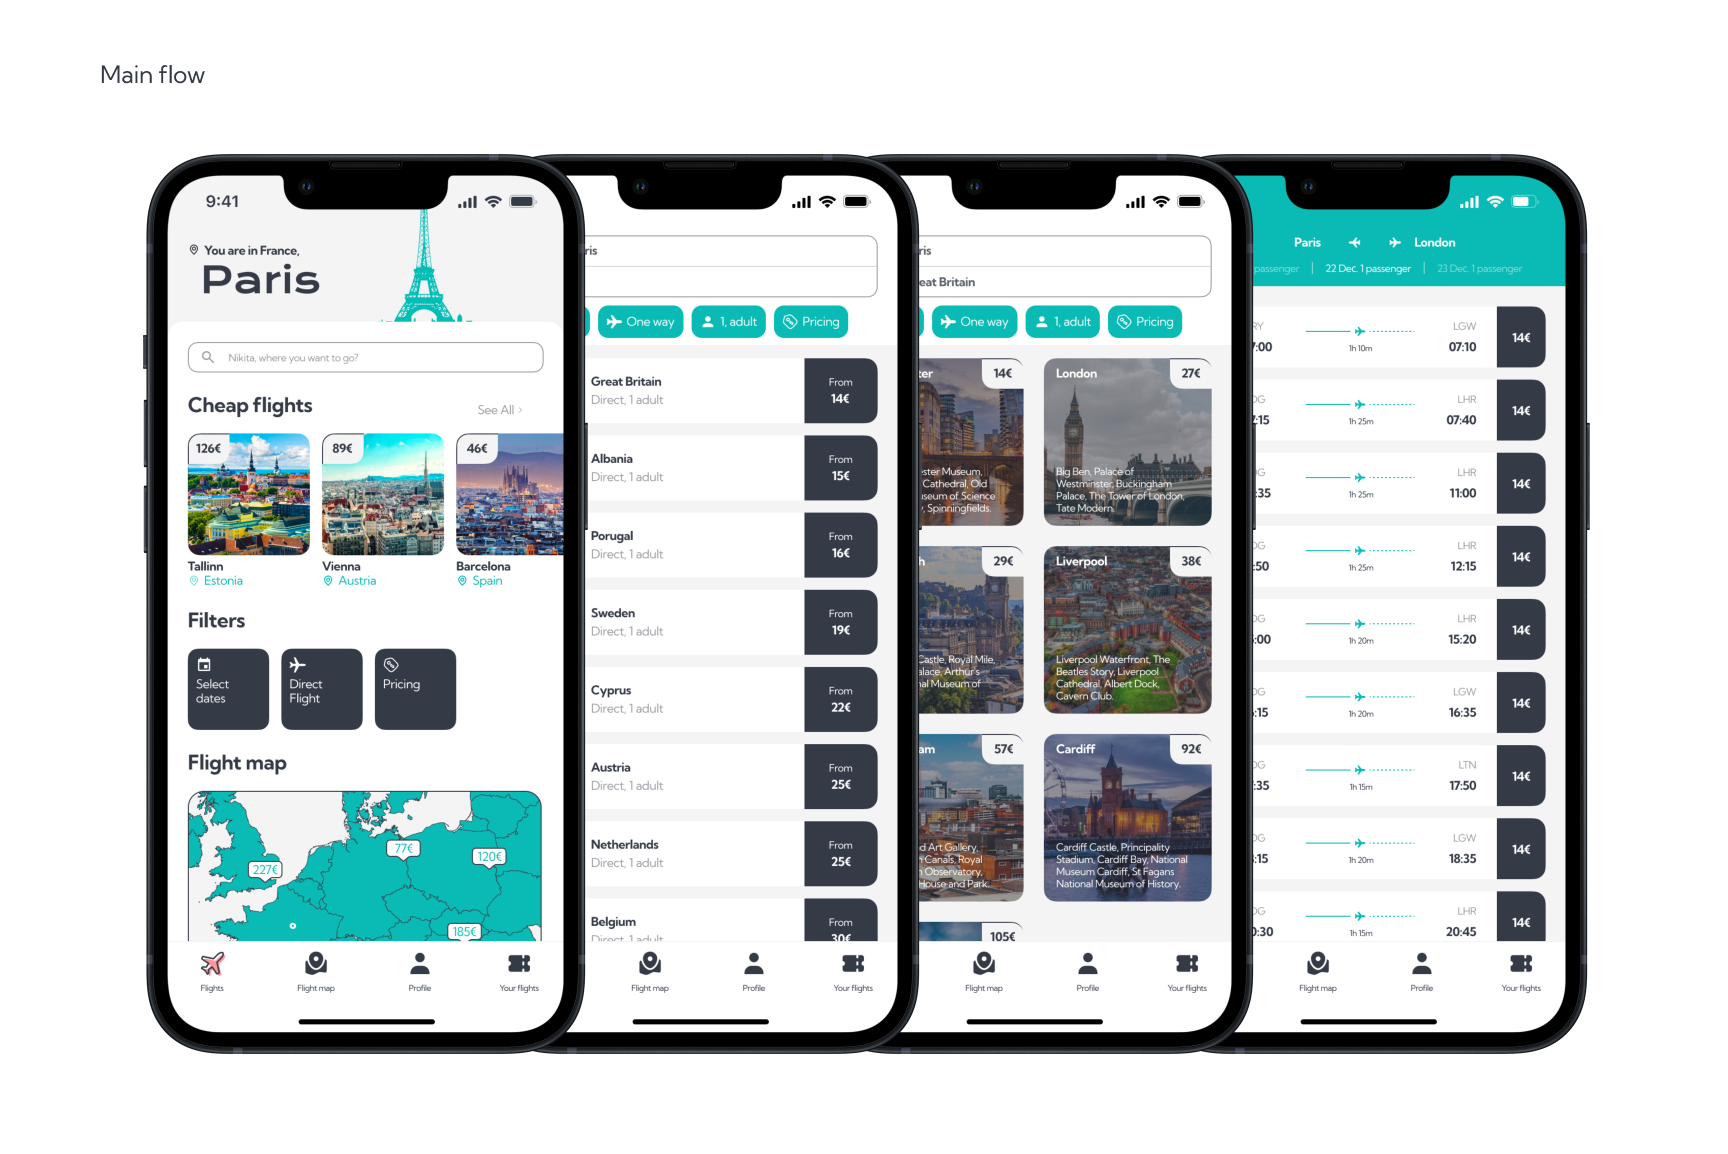 Main flow
9:41
You are in France,
Paris
Nikita, where you want to go?
Cheap flights
See All >
126€
89€
46€
Tallinn
Estonia
Vienna
Austria
Barcelona
Spain
Filters
Select
dates
Direct
Flight
Pricing
Flight map
227€
77€
120€
185€
Flights
Flight map
Profile
Your flights
ris
One way
1, adult
Pricing
Great Britain
Direct, 1 adult
From
14€
Albania
Direct, 1 adult
From
15€
Porugal
Direct, 1 adult
From
16€
Sweden
Direct, 1 adult
From
19€
Cyprus
Direct, 1 adult
From
22€
Austria
Direct, 1 adult
From
25€
Netherlands
Direct, 1 adult
From
25€
Belgium
Direct, 1 adult
From
30€
Flight map
Profile
Your flights
ris
eat Britain
One way
1, adult
Pricing
ter
14€
ster Museum,
Cathedral, Old
seum of Science
, Spinningfields.
London
27€
Big Ben, Palace of
Westminster, Buckingham
Palace, The Tower of London,
Tate Modern.
h
29€
Castle, Royal Mile,
alace, Arthur's
nal Museum of
Liverpool
38€
Liverpool Waterfront, The
Beatles Story, Liverpool
Cathedral, Albert Dock,
Cavern Club.
am
57€
d Art Gallery,
n Canals, Royal
n Observatory,
House and Park.
Cardiff
92€
Cardiff Castle, Principality
Stadium, Cardiff Bay, National
Museum Cardiff, St Fagans
National Museum of History.
105€
Flight map
Profile
Your flights
Paris
London
passenger
22 Dec. 1 passenger
23 Dec. 1 passenger
RY
7:00
1h 10m
LGW
07:10
14€
DG
7:15
1h 25m
LHR
07:40
14€
DG
:35
1h 25m
LHR
11:00
14€
DG
:50
1h 25m
LHR
12:15
14€
DG
:00
1h 20m
LHR
15:20
14€
DG
:15
1h 20m
LGW
16:35
14€
DG
:35
1h 15m
LTN
17:50
14€
DG
:15
1h 20m
LGW
18:35
14€
DG
0:30
1h 15m
LHR
20:45
14€
Flight map
Profile
Your flights